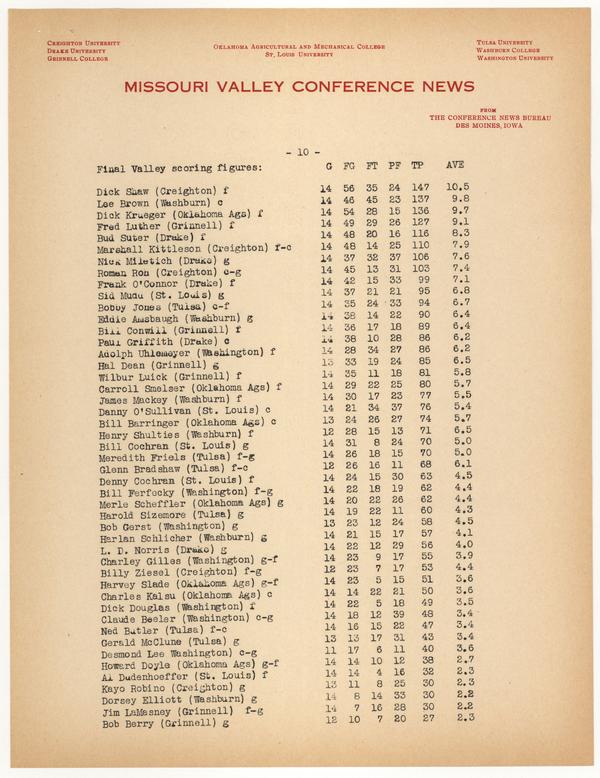 CREIGHTON UNIVERSITY
DRAKE UNIVERSITY
GRINNELL COLLEGE
OKLAHOMA AGRICULTURAL AND MECHANICAL COLLEGE
ST. LOUIS UNIVERSITY
TULSA UNIVERSITY
WASHBURN COLLEGE
WASHINGTON UNIVERSITY
MISSOURI VALLEY CONFERENCE NEWS
FROM
THE CONFERENCE NEWS BUREAU
DES MOINES, IOWA
- 10 -
Final Valley scoring figures: G FG FT PF TP AVE
Dick Shaw (Creighton) f 14 56 35 24 147 10.5
Lee Brown (Washburn) c 14 46 45 23 137 9.8
Dick Krueger (Oklahoma Ags) f 14 54 28 15 136 9.7
Fred Luther (Grinnell) f 14 49 29 26 127 9.1
Bud Suter (Drake) f 14 48 20 16 116 8.3
Marshall Kittleson (Creighton) f-c 14 48 14 25 110 7.9
Nick Miletich (Drake) g 14 37 32 37 106 7.6
Roman Roh (Creighton) c-g 14 45 13 31 103 7.4
Frank O'Connor (Drake) f 14 42 15 33 99 7.1
Sid Mudd (St. Louis) g 14 37 21 21 95 6.8
Bobby Jones (Tulsa) c-f 14 35 24 33 94 6.7
Eddie Ausbaugh (Washburn) g 14 38 14 22 90 6.4
Bill Conwill (Grinnell) f 14 36 17 18 89 6.4
Paul Griffith (Drake) c 14 38 10 28 86 6.2
Adolph Uhlemeyer (Washington) f 14 28 34 27 86 6.2
Hal Dean (Grinnell) g 13 33 19 24 85 6.5
Wilbur Luick (Grinnell) f 14 35 11 18 81 5.8
Carroll Smelser (Oklahoma Ags) f 14 29 22 25 80 5.7
James Mackey (Washburn) f 14 30 17 23 77 5.5
Danny O'Sullivan (St. Louis) c 14 21 34 37 76 5.4
Bill Barringer (Oklahoma Ags) c 13 24 26 27 74 5.7
Henry Shulties (Washburn) f 12 28 15 13 71 6.5
Bill Cochran (St. Louis) g 14 31 8 24 70 5.0
Meredith Friels (Tulsa) f-g 14 26 18 15 70 5.0
Glenn Bradshaw (Tulsa) f-c 12 26 16 11 68 6.1
Denny Cochran (St. Louis) f 14 24 15 30 63 4.5
Bill Ferfecky (Washington) f-g 14 22 18 19 62 4.4
Merle Scheffler (Oklahoma Ags) g 14 20 22 26 62 4.4
Harold Sizemore (Tulsa) g 14 19 22 11 60 4.3
Bob Gerst (Washington) g 13 23 12 24 58 4.5
Harlan Schlicher (Washburn) g 14 21 15 17 57 4.1
L. D. Norris (Drake) g 14 22 12 29 56 4.0
Charley Gilles (Washington) g-f 14 23 9 17 55 3.9
Billy Ziesel (Creighton) f-g 12 23 7 17 53 4.4
Harvey Slade (Oklahoma Ags) g-f 14 23 5 15 51 3.6
Charles Kalsu (Oklahoma Ags) c 14 14 22 21 50 3.6
Dick Douglas (Washington) f 14 22 5 18 49 3.5
Claude Beeler (Washington) c-g 14 18 12 39 48 3.4
Ned Butler (Tulsa) f-c 14 16 15 22 47 3.4
Gerald McClune (Tulsa) g 13 13 17 31 43 3.4
Desmond Lee Washington) c-g 11 17 6 11 40 3.6
Howard Doyle (Oklahoma Ags) g-f 14 14 10 12 38 2.7
Al Dudenhoeffer (St. Louis) f 14 14 4 16 32 2.3
Kayo Robino (Creighton) g 13 11 8 25 30 2.3
Dorsey Elliott (Washburn) g 14 8 14 33 30 2.2
Jim LaMasney (Grinnell) f-g 14 7 16 28 30 2.2
Bob Berry (Grinnell) g 12 10 7 20 27 2.3